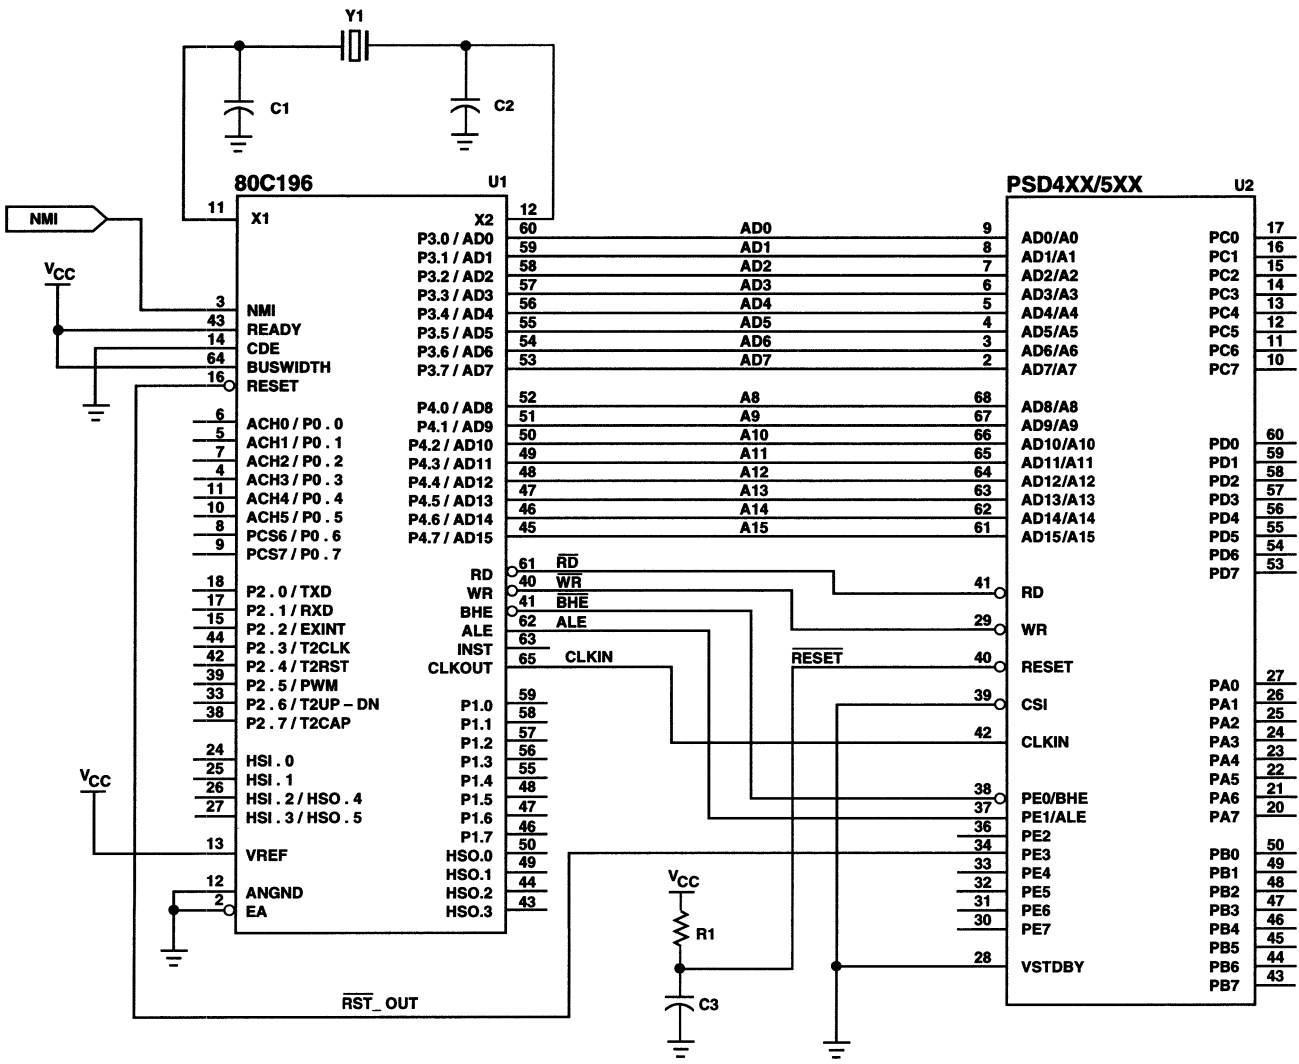 Y1
C1
C2
80C196
U1
PSD4XX/5XX
U2
NMI
VCC
11 X1
X2 12
3 NMI
43 READY
14 CDE
64 BUSWIDTH
16 RESET
6 ACH0 / P0 . 0
5 ACH1 / P0 . 1
7 ACH2 / P0 . 2
4 ACH3 / P0 . 3
11 ACH4 / P0 . 4
10 ACH5 / P0 . 5
8 PCS6 / P0 . 6
9 PCS7 / P0 . 7
18 P2 . 0 / TXD
17 P2 . 1 / RXD
15 P2 . 2 / EXINT
44 P2 . 3 / T2CLK
42 P2 . 4 / T2RST
39 P2 . 5 / PWM
33 P2 . 6 / T2UP – DN
38 P2 . 7 / T2CAP
24 HSI . 0
25 HSI . 1
26 HSI . 2 / HSO . 4
27 HSI . 3 / HSO . 5
VCC
13 VREF
12 ANGND
2 EA
P3.0 / AD0 60 AD0 9 AD0/A0
P3.1 / AD1 59 AD1 8 AD1/A1
P3.2 / AD2 58 AD2 7 AD2/A2
P3.3 / AD3 57 AD3 6 AD3/A3
P3.4 / AD4 56 AD4 5 AD4/A4
P3.5 / AD5 55 AD5 4 AD5/A5
P3.6 / AD6 54 AD6 3 AD6/A6
P3.7 / AD7 53 AD7 2 AD7/A7
P4.0 / AD8 52 A8 68 AD8/A8
P4.1 / AD9 51 A9 67 AD9/A9
P4.2 / AD10 50 A10 66 AD10/A10
P4.3 / AD11 49 A11 65 AD11/A11
P4.4 / AD12 48 A12 64 AD12/A12
P4.5 / AD13 47 A13 63 AD13/A13
P4.6 / AD14 46 A14 62 AD14/A14
P4.7 / AD15 45 A15 61 AD15/A15
RD 61 RD
WR 40 WR
BHE 41 BHE
ALE 62 ALE
INST 63
CLKOUT 65 CLKIN
P1.0 59
P1.1 58
P1.2 57
P1.3 56
P1.4 55
P1.5 48
P1.6 47
P1.7 46
HSO.0 50
HSO.1 49
HSO.2 44
HSO.3 43
41 RD
29 WR
RESET 40 RESET
39 CSI
42 CLKIN
38 PE0/BHE
37 PE1/ALE
36 PE2
34 PE3
33 PE4
32 PE5
31 PE6
30 PE7
28 VSTDBY
VCC
R1
C3
RST_ OUT
PC0 17
PC1 16
PC2 15
PC3 14
PC4 13
PC5 12
PC6 11
PC7 10
PD0 60
PD1 59
PD2 58
PD3 57
PD4 56
PD5 55
PD6 54
PD7 53
PA0 27
PA1 26
PA2 25
PA3 24
PA4 23
PA5 22
PA6 21
PA7 20
PB0 50
PB1 49
PB2 48
PB3 47
PB4 46
PB5 45
PB6 44
PB7 43